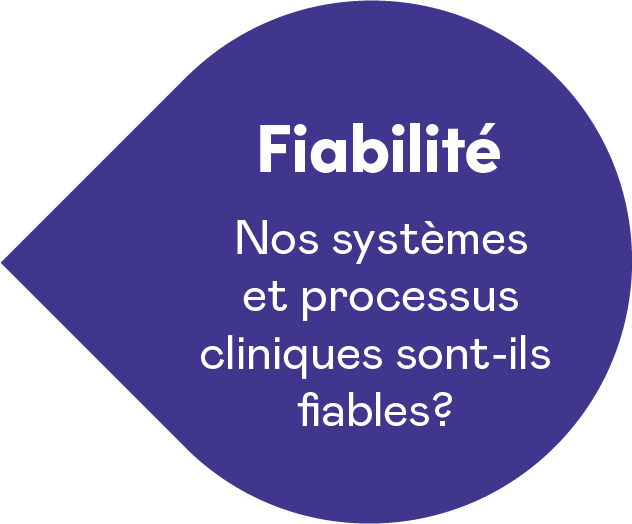 Fiabilité
Nos systèmes
et processus
cliniques sont-ils
fiables?